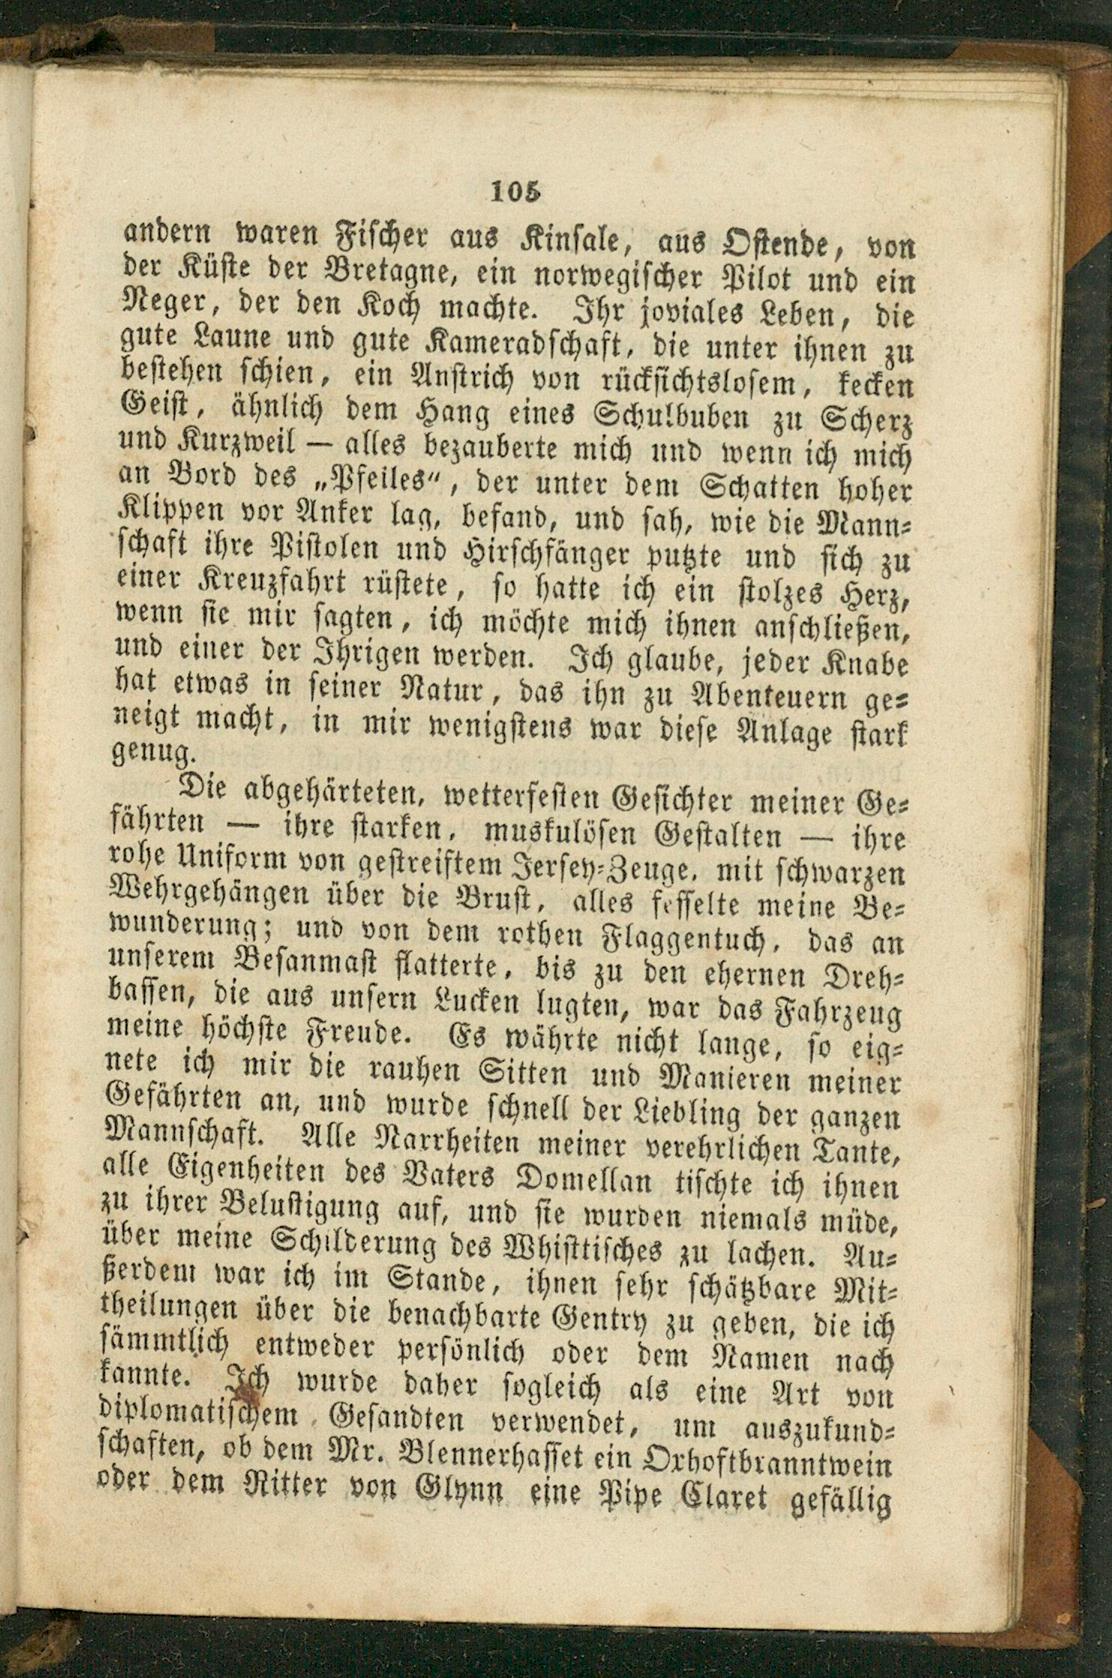 105
andern waren Fischer aus Kinsale, aus Ostende, von
der Küste der Bretagne, ein norwegischer Pilot und ein
Neger, der den Koch machte. Ihr joviales Leben, die
gute Laune und gute Kameradschaft, die unter ihnen zu
bestehen schien, ein Anstrich von rücksichtslosem, kecken
Geist, ähnlich dem Hang eines Schulbuben zu Scherz
und Kurzweil — alles bezauberte mich und wenn ich mich
an Bord des „Pfeiles“, der unter dem Schatten hoher
Klippen vor Anker lag, befand, und sah, wie die Mann-
schaft ihre Pistolen und Hirschfänger putzte und sich zu
einer Kreuzfahrt rüstete, so hatte ich ein stolzes Herz,
wenn sie mir sagten, ich möchte mich ihnen anschließen,
und einer der Ihrigen werden. Ich glaube, jeder Knabe
hat etwas in seiner Natur, das ihn zu Abenteuern ge-
neigt macht, in mir wenigstens war diese Anlage stark
genug.
Die abgehärteten, wetterfesten Gesichter meiner Ge-
fährten — ihre starken, muskulösen Gestalten — ihre
rohe Uniform von gestreiftem Jersey-Zeuge, mit schwarzen
Wehrgehängen über die Brust, alles fesselte meine Be-
wunderung; und von dem rothen Flaggentuch, das an
unserem Besanmast flatterte, bis zu den ehernen Dreh-
bassen, die aus unsern Lucken lugten, war das Fahrzeug
meine höchste Freude. Es währte nicht lange, so eig-
nete ich mir die rauhen Sitten und Manieren meiner
Gefährten an, und wurde schnell der Liebling der ganzen
Mannschaft. Alle Narrheiten meiner verehrlichen Tante,
alle Eigenheiten des Vaters Domellan tischte ich ihnen
zu ihrer Belustigung auf, und sie wurden niemals müde,
über meine Schilderung des Whisttisches zu lachen. Au-
ßerdem war ich im Stande, ihnen sehr schätzbare Mit-
theilungen über die benachbarte Gentry zu geben, die ich
sämmtlich entweder persönlich oder dem Namen nach
kannte. Ich wurde daher sogleich als eine Art von
diplomatischem Gesandten verwendet, um auszukund-
schaften, ob dem Mr. Blennerhasset ein Oxhoftbranntwein
oder dem Ritter von Glynn eine Pipe Claret gefällig